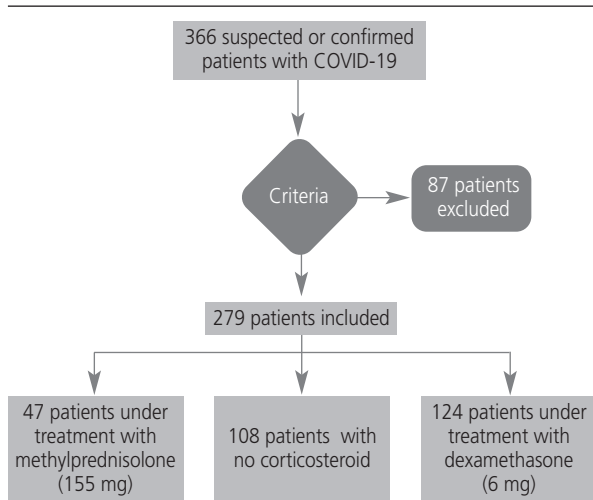 366 suspected or confirmed
patients with COVID-19
Criteria
87 patients
excluded
279 patients included
47 patients under
treatment with
methylprednisolone
(155 mg)
108 patients with
no corticosteroid
124 patients under
treatment with
dexamethasone
(6 mg)